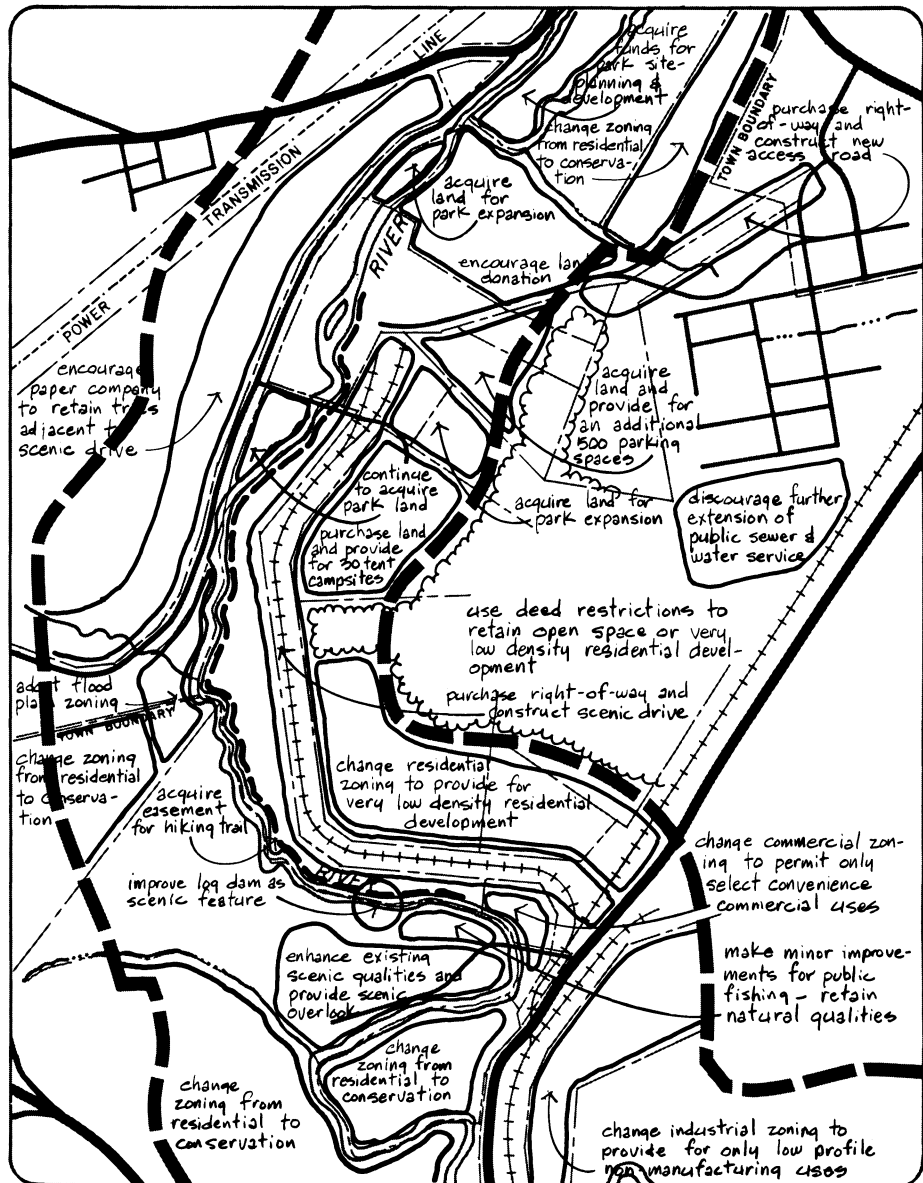 acquire
funds for
park site-
planning &
development
LINE
TRANSMISSION
POWER
change zoning
from residential
to conserva-
tion
TOWN BOUNDARY
purchase right-
of-way and
construct new
access road
acquire
land for
park expansion
RIVER
encourage land
donation
encourage
paper company
to retain trees
adjacent to
scenic drive
acquire
land and
provide for
an additional
500 parking
spaces
continue
to acquire
park land
acquire land for
park expansion
discourage further
extension of
public sewer &
water service
purchase land
and provide
for 30 tent
campsites
use deed restrictions to
retain open space or very
low density residential devel-
opment
purchase right-of-way and
construct scenic drive
adopt flood
plain zoning
TOWN BOUNDARY
change zoning
from residential
to conserva-
tion
change residential
zoning to provide for
very low density residential
development
acquire
easement
for hiking trail
RIVER
improve log dam as
scenic feature
change commercial zon-
ing to permit only
select convenience
commercial uses
enhance existing
scenic qualities and
provide scenic
overlook
make minor improve-
ments for public
fishing - retain
natural qualities
change
zoning from
residential to
conservation
change
zoning from
residential to
conservation
change industrial zoning to
provide for only low profile
non-manufacturing uses